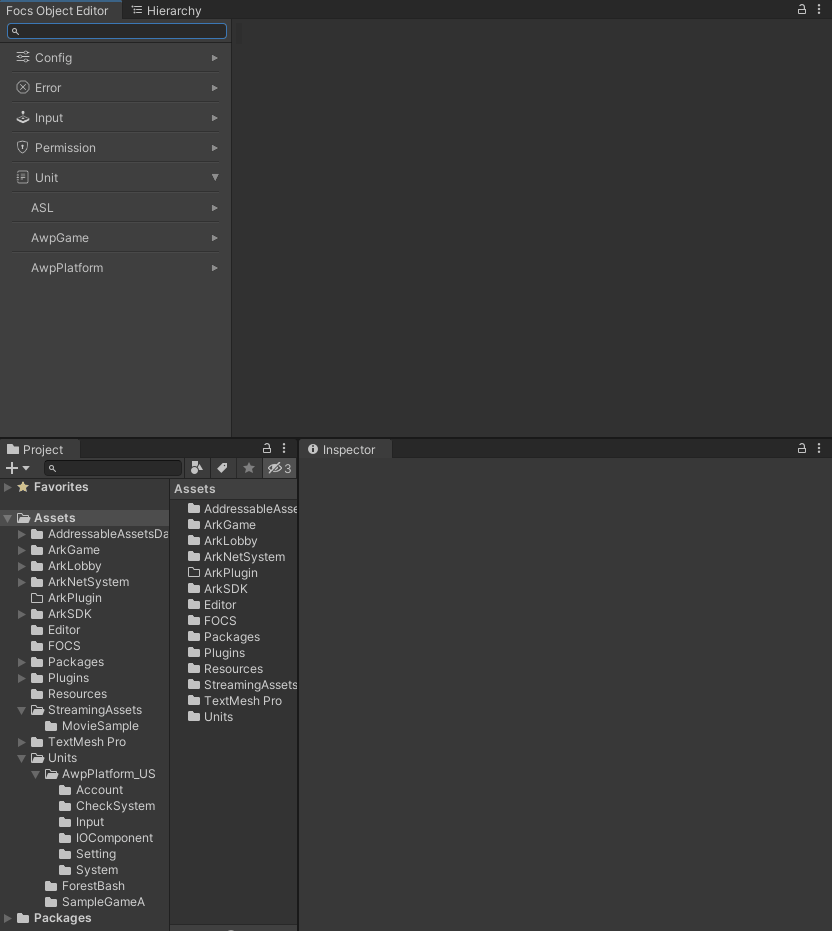 Focs Object Editor
Hierarchy
Config
Error
Input
Permission
Unit
ASL
AwpGame
AwpPlatform
Project
3
Favorites
Assets
AddressableAssetsDa
ArkGame
ArkLobby
ArkNetSystem
ArkPlugin
ArkSDK
Editor
FOCS
Packages
Plugins
Resources
StreamingAssets
MovieSample
TextMesh Pro
Units
AwpPlatform_US
Account
CheckSystem
Input
IOComponent
Setting
System
ForestBash
SampleGameA
Packages
Assets
AddressableAsse
ArkGame
ArkLobby
ArkNetSystem
ArkPlugin
ArkSDK
Editor
FOCS
Packages
Plugins
Resources
StreamingAssets
TextMesh Pro
Units
Inspector